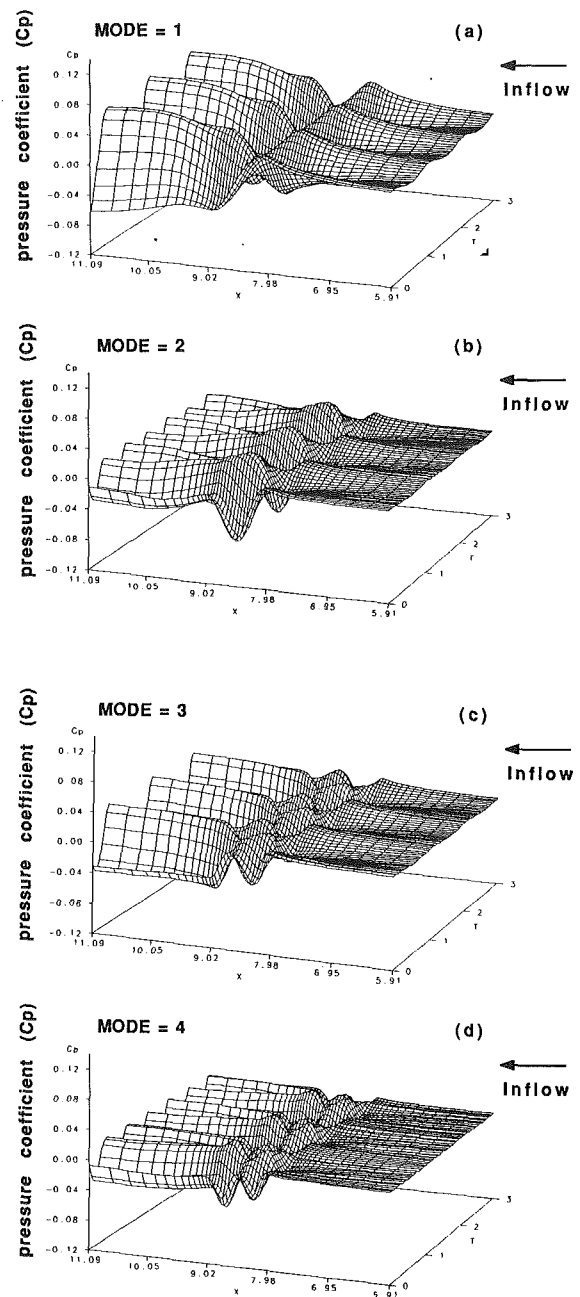 MODE = 1 (a)
Cp
Inflow
pressure coefficient (Cp)
0.12
0.08
0.04
0.00
-0.04
-0.08
-0.12
11.09 10.05 9.02 7.98 6.95 5.91
X
0 1 2 3
T
MODE = 2 (b)
Cp
Inflow
pressure coefficient (Cp)
0.12
0.08
0.04
0.00
-0.04
-0.08
-0.12
11.09 10.05 9.02 7.98 6.95 5.91
X
0 1 2 3
T
MODE = 3 (c)
Cp
Inflow
pressure coefficient (Cp)
0.12
0.08
0.04
0.00
-0.04
-0.08
-0.12
11.09 10.05 9.02 7.98 6.95 5.91
X
0 1 2 3
T
MODE = 4 (d)
Cp
Inflow
pressure coefficient (Cp)
0.12
0.08
0.04
0.00
-0.04
-0.08
-0.12
11.09 10.05 9.02 7.98 6.95 5.91
X
0 1 2 3
T